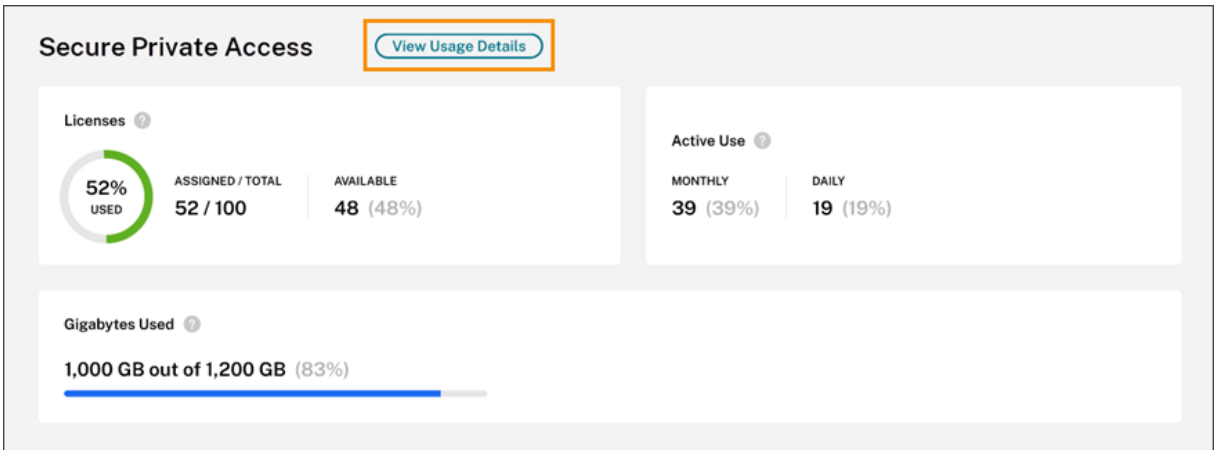 Secure Private Access
View Usage Details
Licenses ?
52%
USED
ASSIGNED / TOTAL
52 / 100
AVAILABLE
48 (48%)
Active Use ?
MONTHLY
39 (39%)
DAILY
19 (19%)
Gigabytes Used ?
1,000 GB out of 1,200 GB (83%)